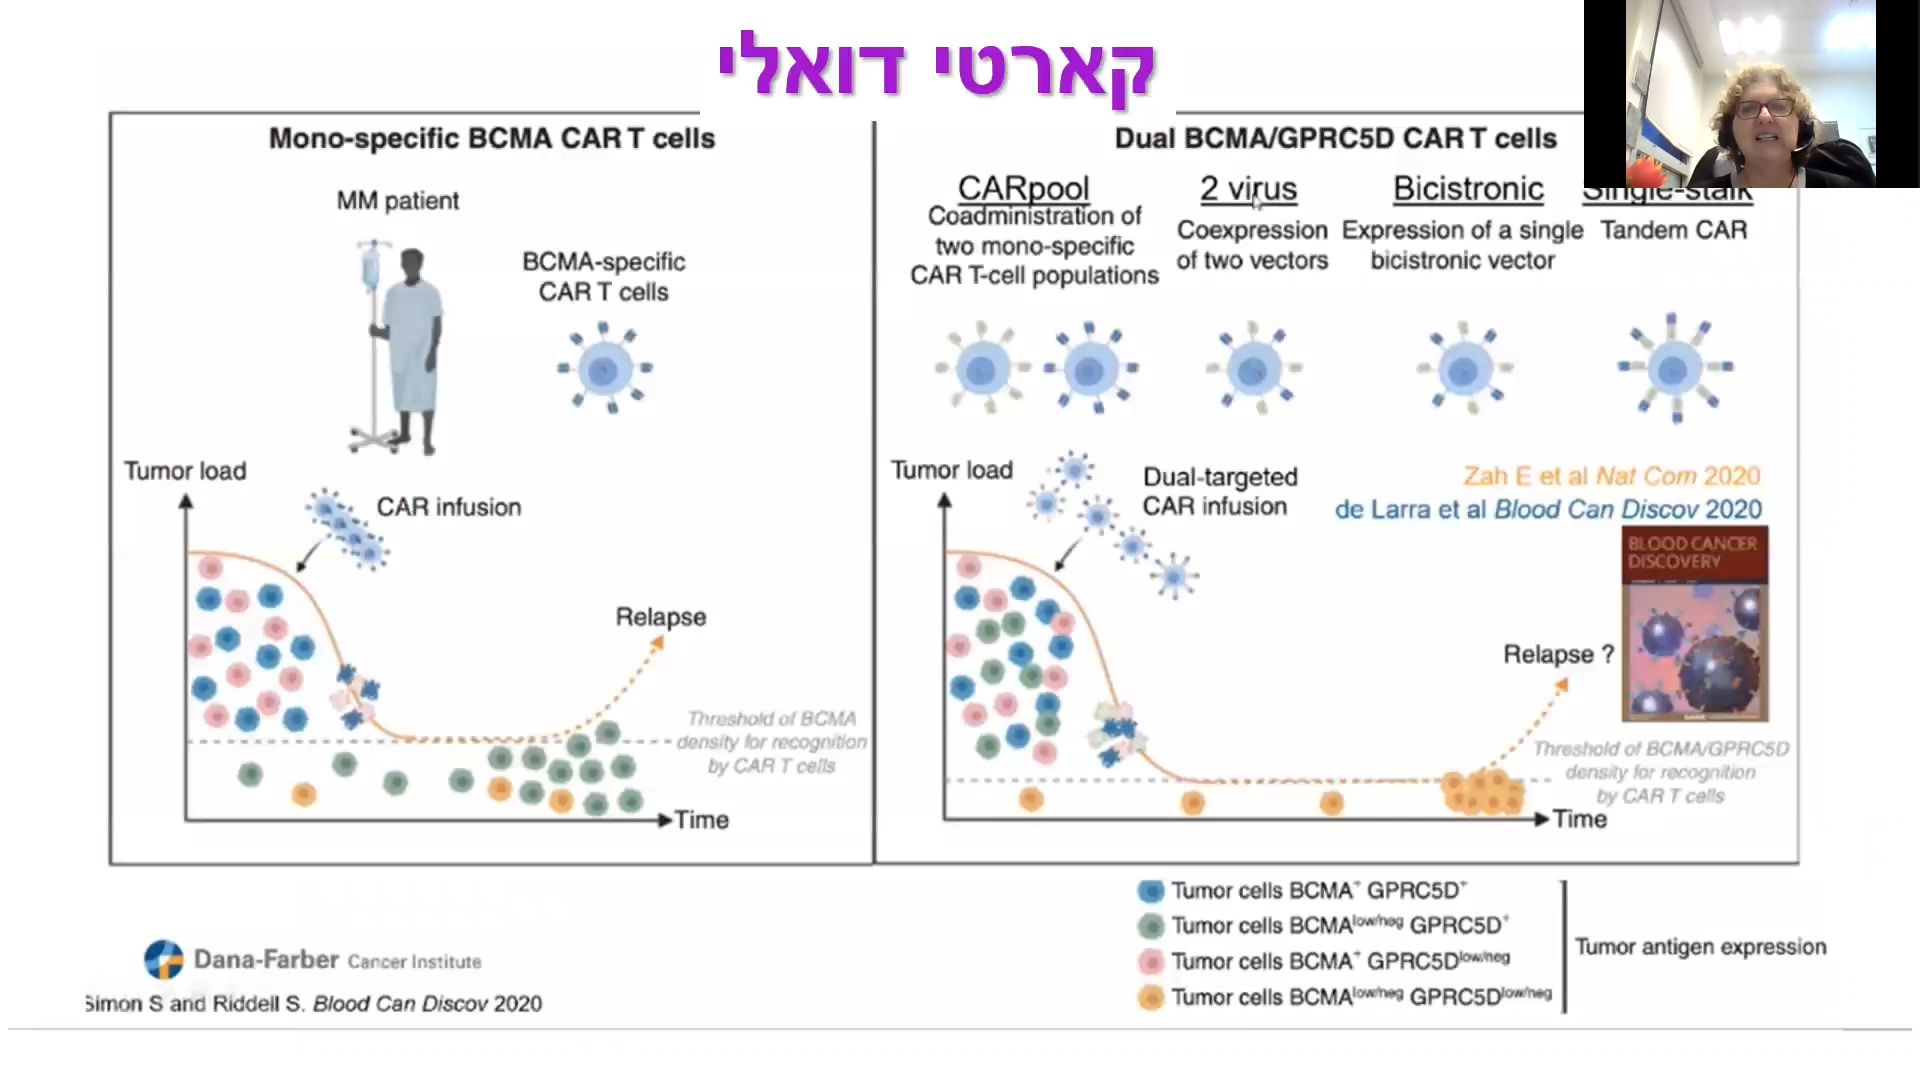 קארטי דואלי
Mono-specific BCMA CAR T cells
MM patient
BCMA-specific
CAR T cells
Tumor load
CAR infusion
Relapse
Threshold of BCMA
density for recognition
by CAR T cells
Time
Dual BCMA/GPRC5D CAR T cells
CARpool
Coadministration of
two mono-specific
CAR T-cell populations
2 virus
Coexpression
of two vectors
Bicistronic
Expression of a single
bicistronic vector
Single-stalk
Tandem CAR
Tumor load
Dual-targeted
CAR infusion
Zah E et al Nat Com 2020
de Larra et al Blood Can Discov 2020
BLOOD CANCER
DISCOVERY
Relapse ?
Threshold of BCMA/GPRC5D
density for recognition
by CAR T cells
Time
Tumor cells BCMA⁺ GPRC5D⁺
Tumor cells BCMAˡᵒʷ/ⁿᵉᵍ GPRC5D⁺
Tumor cells BCMA⁺ GPRC5Dˡᵒʷ/ⁿᵉᵍ
Tumor cells BCMAˡᵒʷ/ⁿᵉᵍ GPRC5Dˡᵒʷ/ⁿᵉᵍ
Tumor antigen expression
Dana-Farber Cancer Institute
Simon S and Riddell S. Blood Can Discov 2020